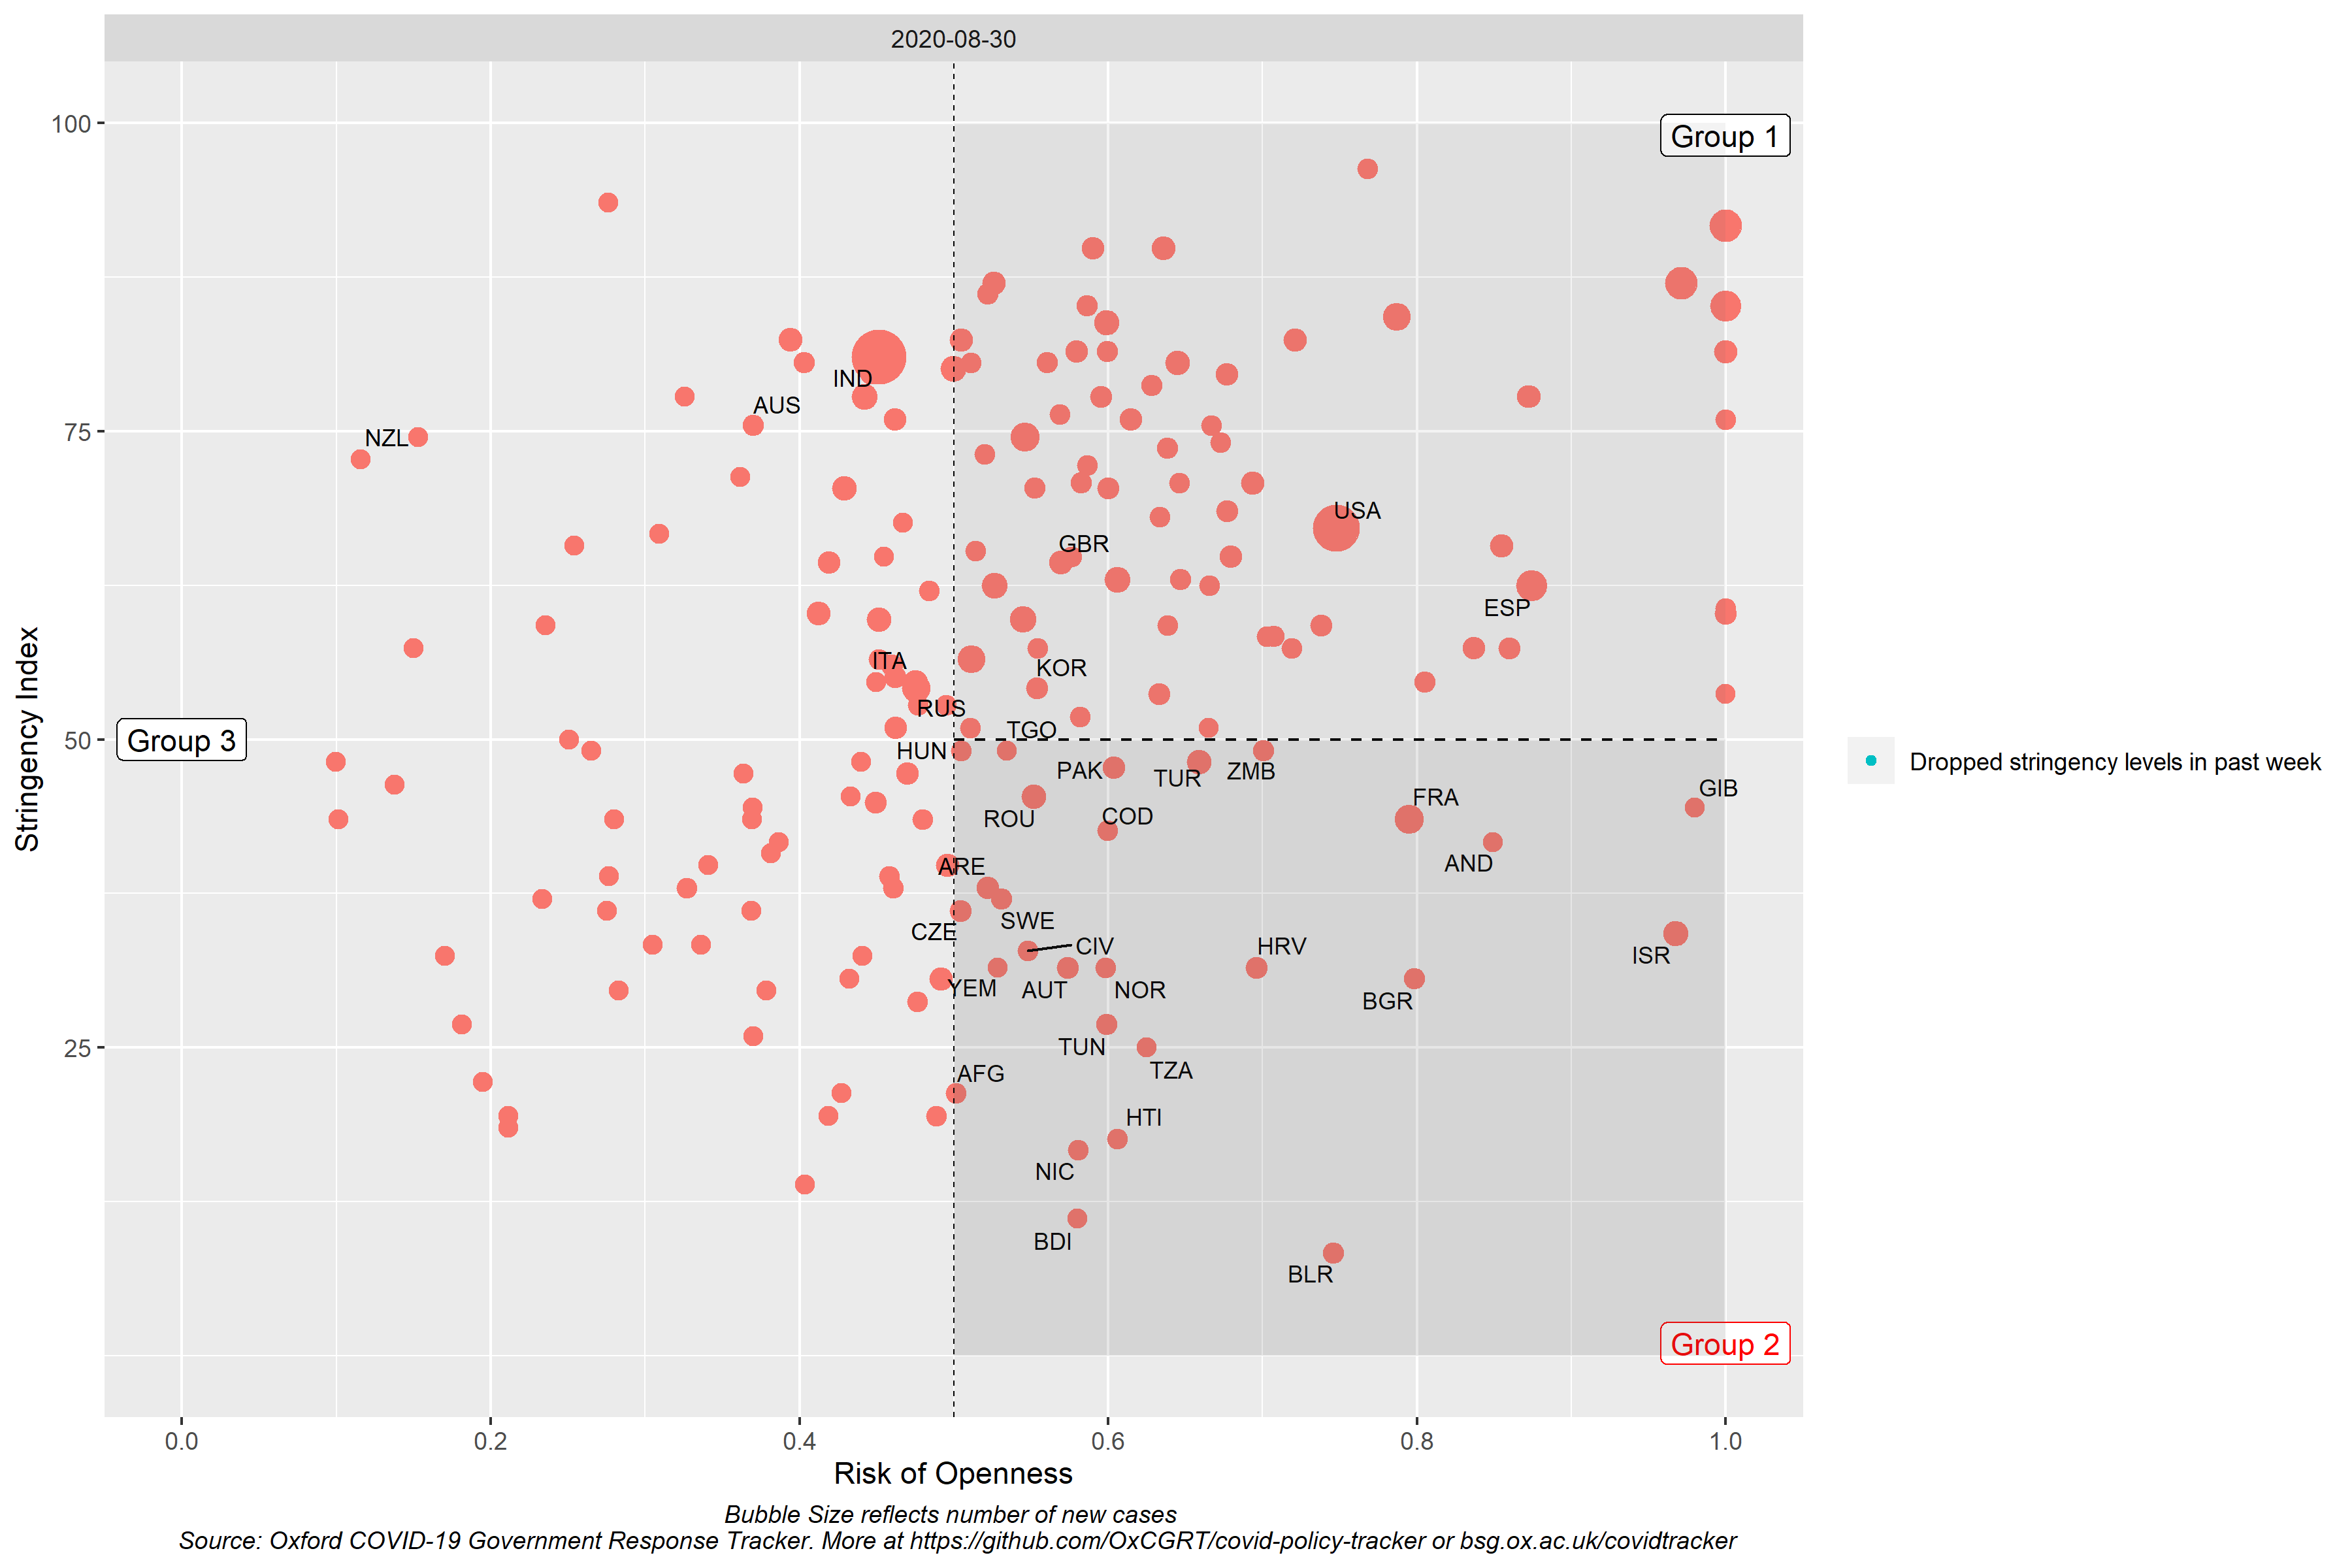 2020-08-30
100
Group 1
IND
AUS
NZL
75
USA
GBR
ESP
ITA
KOR
RUS
TGO
Group 3
50
HUN
PAK
TUR
ZMB
Dropped stringency levels in past week
GIB
FRA
ROU
COD
ARE
AND
SWE
CZE
CIV
HRV
ISR
YEM
AUT
NOR
BGR
25
TUN
TZA
AFG
HTI
NIC
BDI
BLR
Group 2
Stringency Index
0.0 0.2 0.4 0.6 0.8 1.0
Risk of Openness
Bubble Size reflects number of new cases
Source: Oxford COVID-19 Government Response Tracker. More at https://github.com/OxCGRT/covid-policy-tracker or bsg.ox.ac.uk/covidtracker